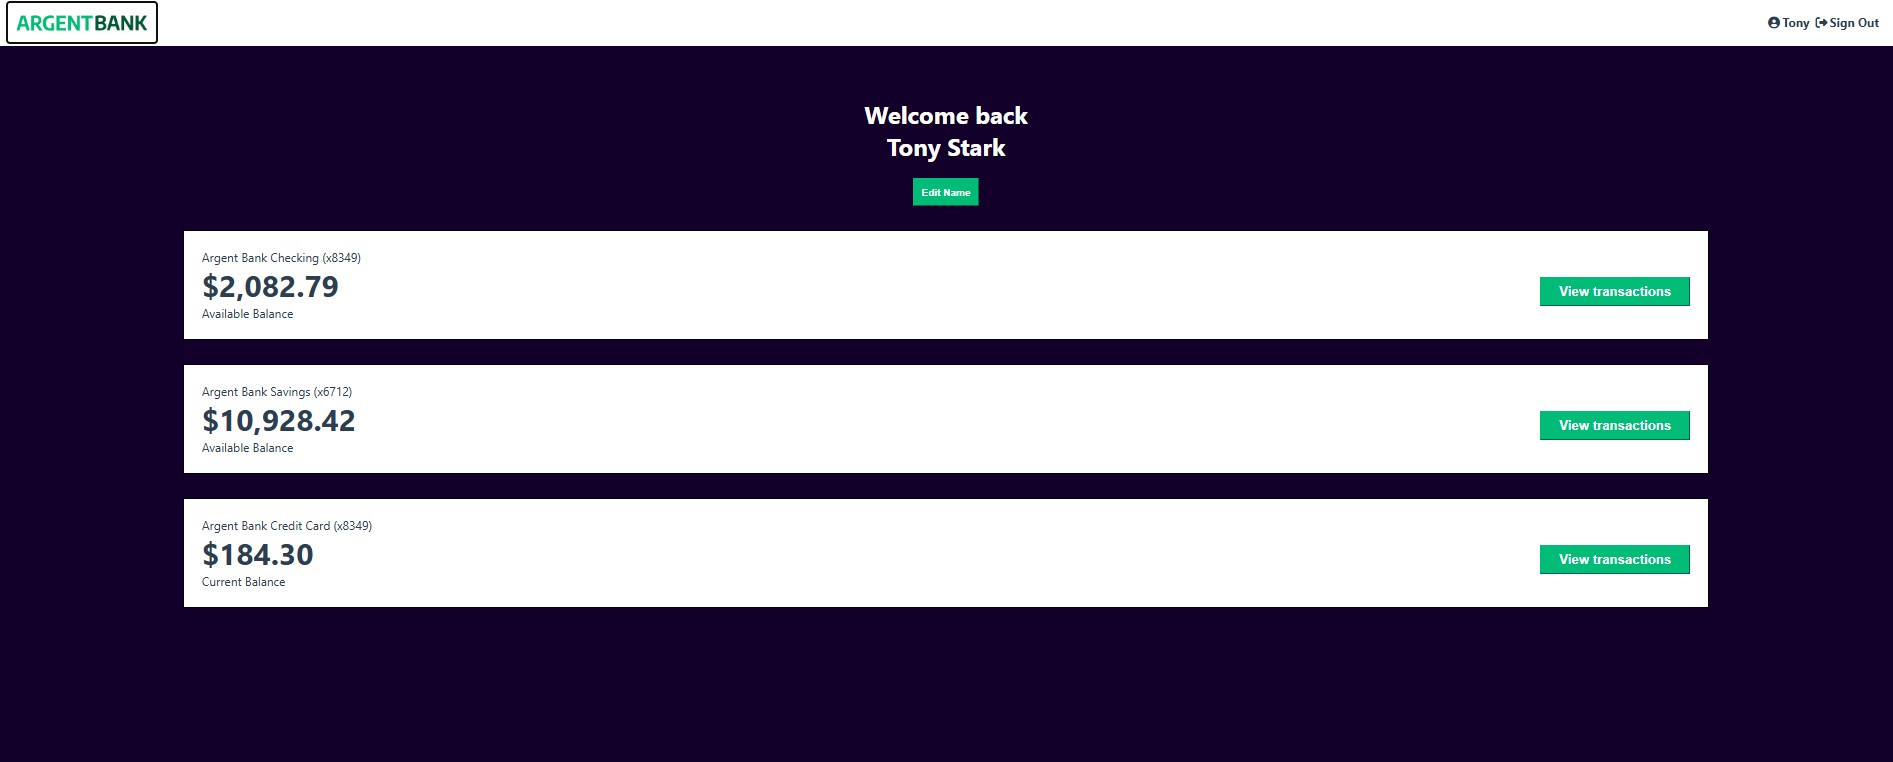 ARGENTBANK
Tony Sign Out
Welcome back
Tony Stark
Edit Name
Argent Bank Checking (x8349)
$2,082.79
Available Balance
View transactions
Argent Bank Savings (x6712)
$10,928.42
Available Balance
View transactions
Argent Bank Credit Card (x8349)
$184.30
Current Balance
View transactions